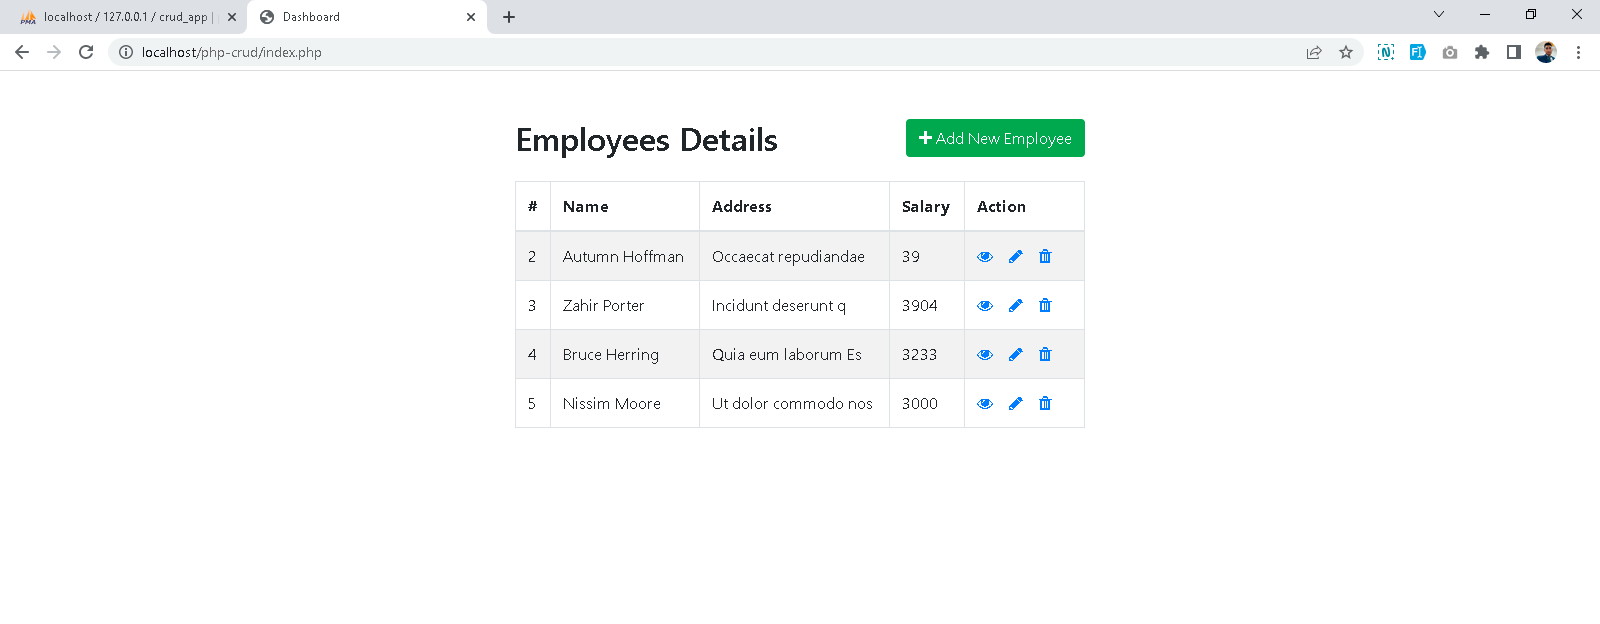 PMA localhost / 127.0.0.1 / crud_app |
Dashboard
localhost/php-crud/index.php
Employees Details
Add New Employee
# Name Address Salary Action
2 Autumn Hoffman Occaecat repudiandae 39
3 Zahir Porter Incidunt deserunt q 3904
4 Bruce Herring Quia eum laborum Es 3233
5 Nissim Moore Ut dolor commodo nos 3000